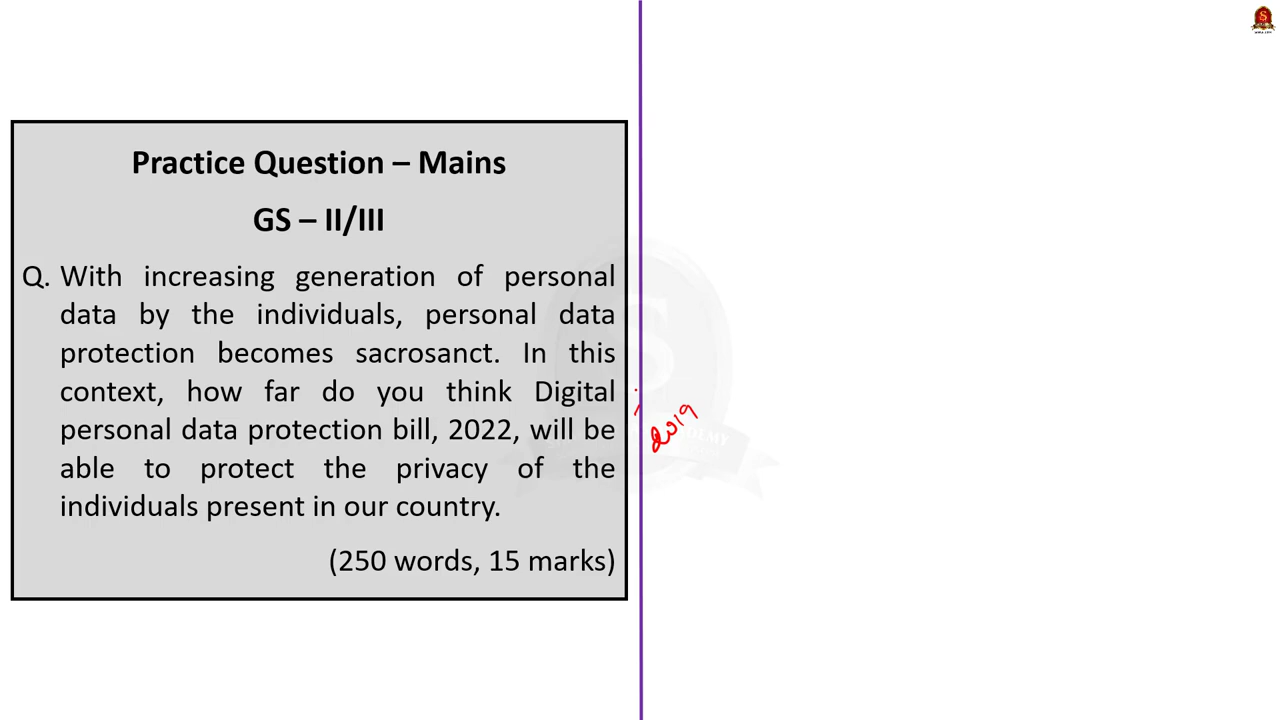 Practice Question – Mains
GS – II/III
Q. With increasing generation of personal
data by the individuals, personal data
protection becomes sacrosanct. In this
context, how far do you think Digital
personal data protection bill, 2022, will be
able to protect the privacy of the
individuals present in our country.
(250 words, 15 marks)
2019